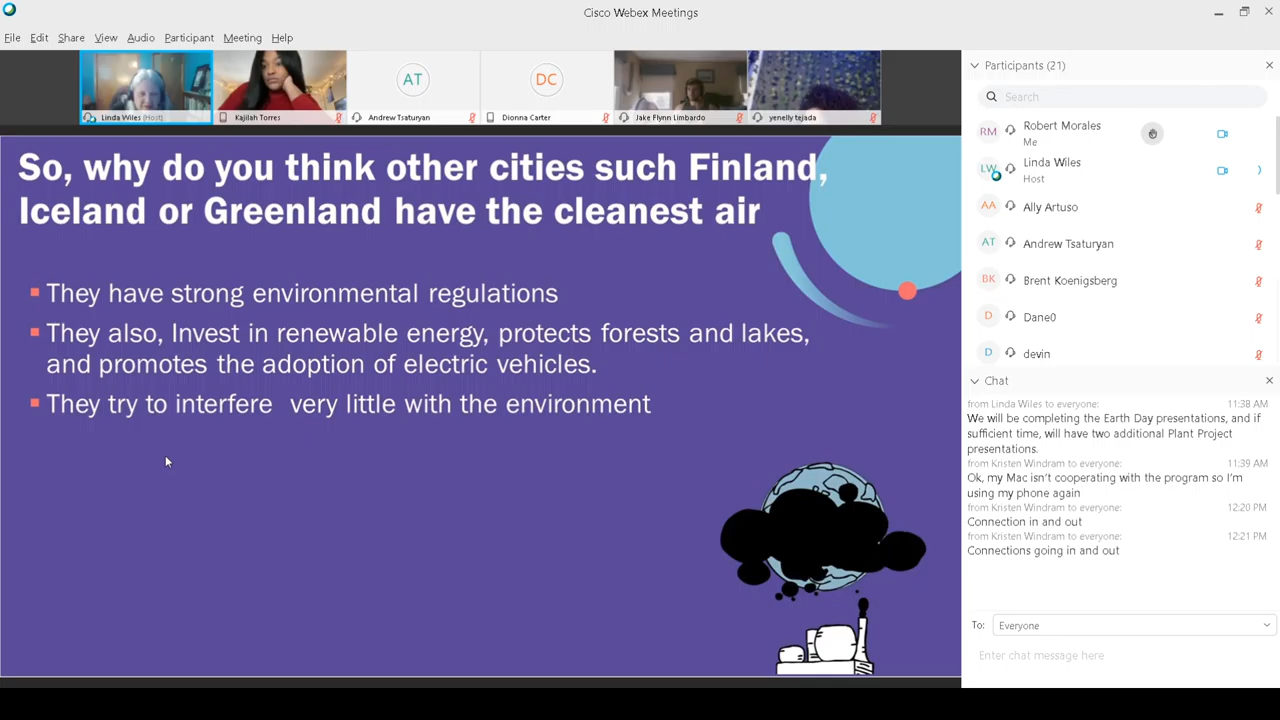 Cisco Webex Meetings
File Edit Share View Audio Participant Meeting Help
AT
DC
Linda Wiles (Host)
Kajilah Torres
Andrew Tsaturyan
Dionna Carter
Jake Flynn Limbardo
yenelly tejada
So, why do you think other cities such Finland,
Iceland or Greenland have the cleanest air
They have strong environmental regulations
They also, Invest in renewable energy, protects forests and lakes,
and promotes the adoption of electric vehicles.
They try to interfere very little with the environment
Participants (21)
Search
RM Robert Morales
Me
LW Linda Wiles
Host
AA Ally Artuso
AT Andrew Tsaturyan
BK Brent Koenigsberg
D Dane0
D devin
Chat
from Linda Wiles to everyone: 11:38 AM
We will be completing the Earth Day presentations, and if
sufficient time, will have two additional Plant Project
presentations.
from Kristen Windram to everyone: 11:39 AM
Ok, my Mac isn't cooperating with the program so I'm
using my phone again
from Kristen Windram to everyone: 12:20 PM
Connection in and out
from Kristen Windram to everyone: 12:21 PM
Connections going in and out
To: Everyone
Enter chat message here